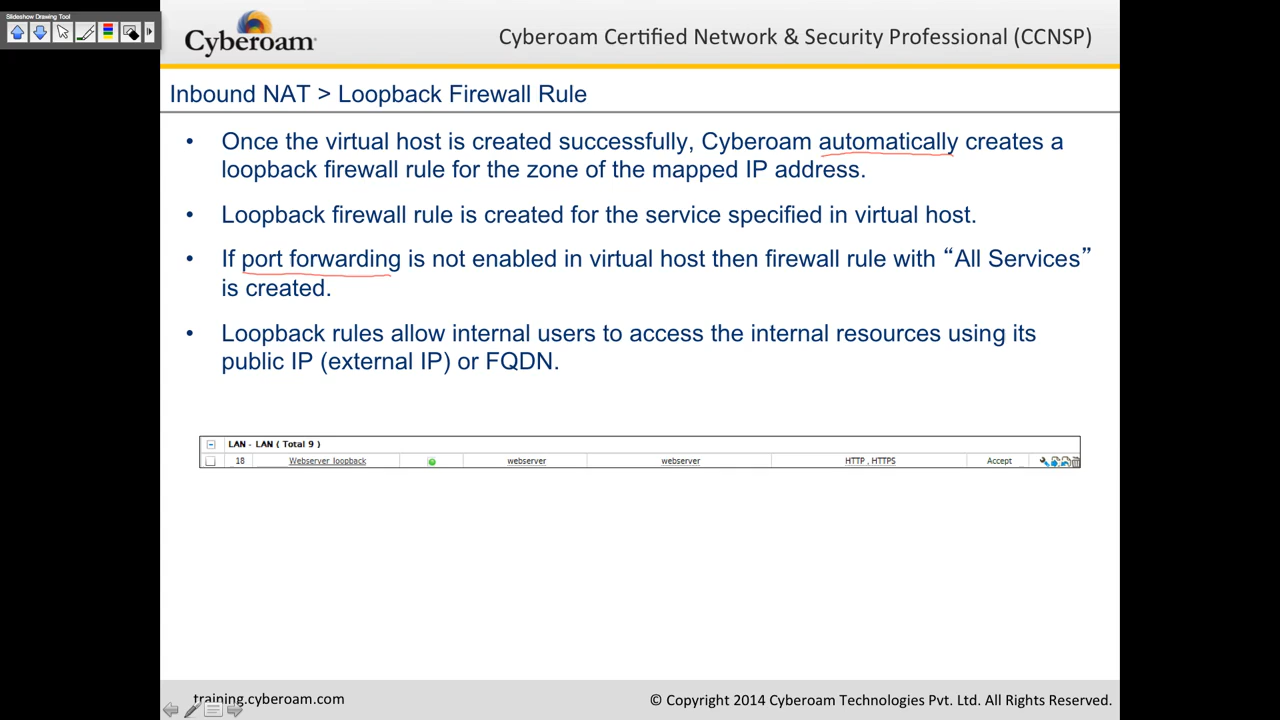 Slideshow Drawing Tool
Cyberoam
Cyberoam Certified Network & Security Professional (CCNSP)
Inbound NAT > Loopback Firewall Rule
• Once the virtual host is created successfully, Cyberoam automatically creates a
loopback firewall rule for the zone of the mapped IP address.
• Loopback firewall rule is created for the service specified in virtual host.
• If port forwarding is not enabled in virtual host then firewall rule with “All Services”
is created.
• Loopback rules allow internal users to access the internal resources using its
public IP (external IP) or FQDN.
LAN - LAN ( Total 9 )
18 Webserver loopback webserver webserver HTTP , HTTPS Accept
training.cyberoam.com © Copyright 2014 Cyberoam Technologies Pvt. Ltd. All Rights Reserved.